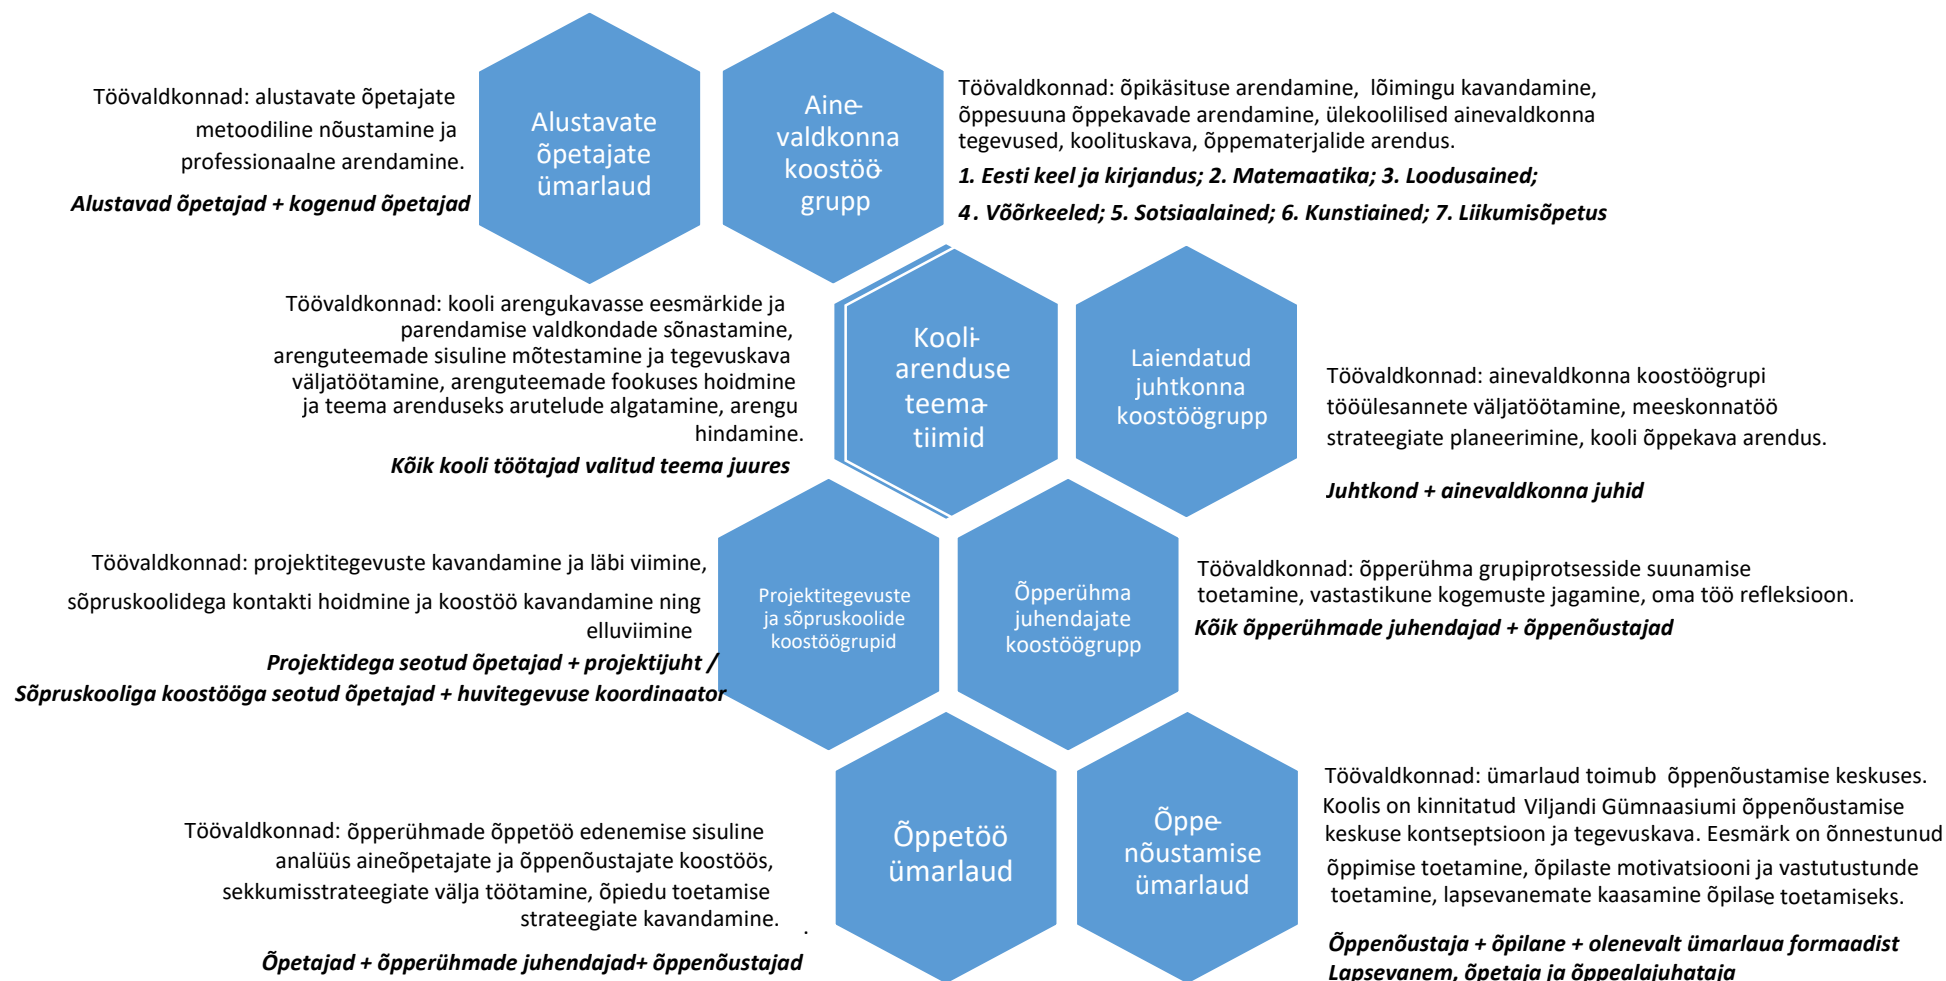 Töövaldkonnad: alustavate õpetajate
metoodiline nõustamine ja
professionaalne arendamine.
Alustavad õpetajad + kogenud õpetajad
Alustavate
õpetajate
ümarlaud
Aine-
valdkonna
koostöö-
grupp
Töövaldkonnad: õpikäsituse arendamine, lõimingu kavandamine,
õppesuuna õppekavade arendamine, ülekoolilised ainevaldkonna
tegevused, koolituskava, õppematerjalide arendus.
1. Eesti keel ja kirjandus; 2. Matemaatika; 3. Loodusained;
4. Võõrkeeled; 5. Sotsiaalained; 6. Kunstiained; 7. Liikumisõpetus
Töövaldkonnad: kooli arengukavasse eesmärkide ja
parendamise valdkondade sõnastamine,
arenguteemade sisuline mõtestamine ja tegevuskava
väljatöötamine, arenguteemade fookuses hoidmine
ja teema arenduseks arutelude algatamine, arengu
hindamine.
Kõik kooli töötajad valitud teema juures
Kooli-
arenduse
teema-
tiimid
Laiendatud
juhtkonna
koostöögrupp
Töövaldkonnad: ainevaldkonna koostöögrupi
tööülesannete väljatöötamine, meeskonnatöö
strateegiate planeerimine, kooli õppekava arendus.
Juhtkond + ainevaldkonna juhid
Töövaldkonnad: projektitegevuste kavandamine ja läbi viimine,
sõpruskoolidega kontakti hoidmine ja koostöö kavandamine ning
elluviimine
Projektidega seotud õpetajad + projektijuht /
Sõpruskooliga koostööga seotud õpetajad + huvitegevuse koordinaator
Projektitegevuste
ja sõpruskoolide
koostöögrupid
Õpperühma
juhendajate
koostöögrupp
Töövaldkonnad: õpperühma grupiprotsesside suunamise
toetamine, vastastikune kogemuste jagamine, oma töö refleksioon.
Kõik õpperühmade juhendajad + õppenõustajad
Töövaldkonnad: õpperühmade õppetöö edenemise sisuline
analüüs aineõpetajate ja õppenõustajate koostöös,
sekkumisstrateegiate välja töötamine, õpiedu toetamise
strateegiate kavandamine.
.
Õpetajad + õpperühmade juhendajad+ õppenõustajad
Õppetöö
ümarlaud
Õppe-
nõustamise
ümarlaud
Töövaldkonnad: ümarlaud toimub õppenõustamise keskuses.
Koolis on kinnitatud Viljandi Gümnaasiumi õppenõustamise
keskuse kontseptsioon ja tegevuskava. Eesmärk on õnnestunud
õppimise toetamine, õpilaste motivatsiooni ja vastutustunde
toetamine, lapsevanemate kaasamine õpilase toetamiseks.
Õppenõustaja + õpilane + olenevalt ümarlaua formaadist
Lapsevanem, õpetaja ja õppealajuhataja